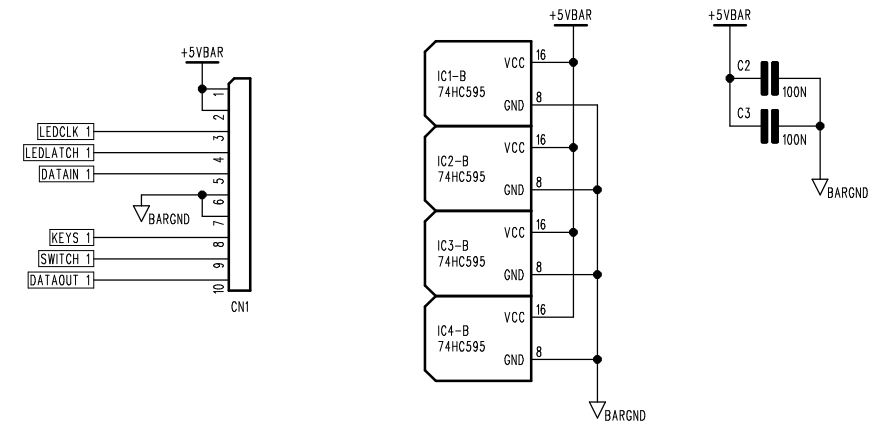 +5VBAR
1
2
LEDCLK 1
3
LEDLATCH 1
4
DATAIN 1
5
6
BARGND
7
KEYS 1
8
SWITCH 1
9
DATAOUT 1
10
CN1
+5VBAR
IC1-B
74HC595
VCC
16
GND
8
IC2-B
74HC595
VCC
16
GND
8
IC3-B
74HC595
VCC
16
GND
8
IC4-B
74HC595
VCC
16
GND
8
BARGND
+5VBAR
C2
100N
C3
100N
BARGND